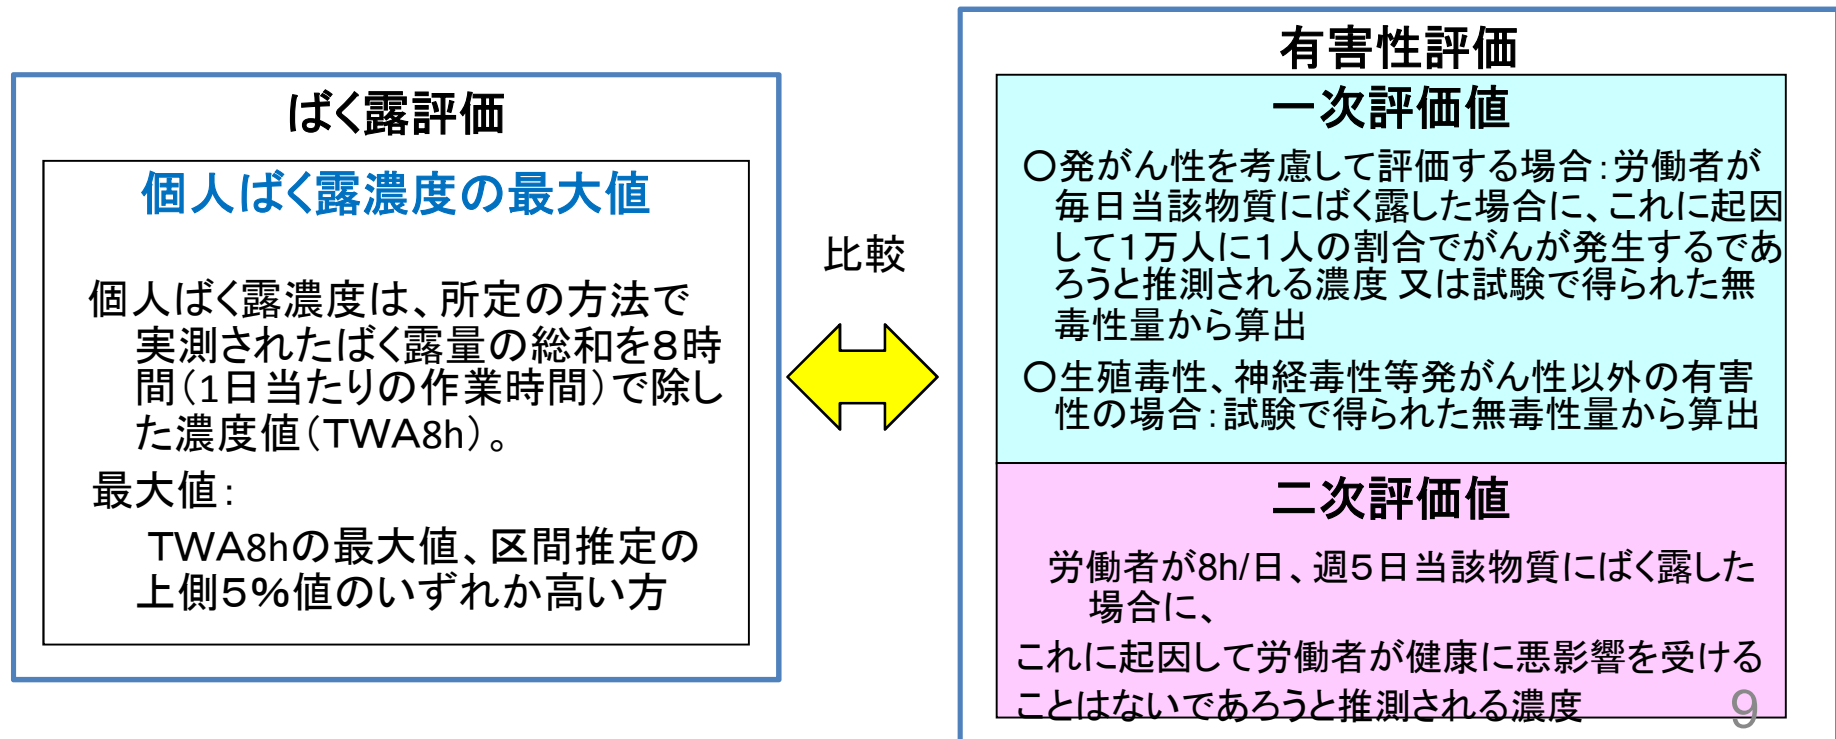 ばく露評価
個人ばく露濃度の最大値
個人ばく露濃度は、所定の方法で
実測されたばく露量の総和を８時
間（1日当たりの作業時間）で除し
た濃度値（TWA8h）。
最大値：
TWA8hの最大値、区間推定の
上側５％値のいずれか高い方
比較
有害性評価
一次評価値
○発がん性を考慮して評価する場合：労働者が
毎日当該物質にばく露した場合に、これに起因
して１万人に１人の割合でがんが発生するであ
ろうと推測される濃度 又は試験で得られた無
毒性量から算出
○生殖毒性、神経毒性等発がん性以外の有害
性の場合：試験で得られた無毒性量から算出
二次評価値
労働者が8h/日、週５日当該物質にばく露した
場合に、
これに起因して労働者が健康に悪影響を受ける
ことはないであろうと推測される濃度
9